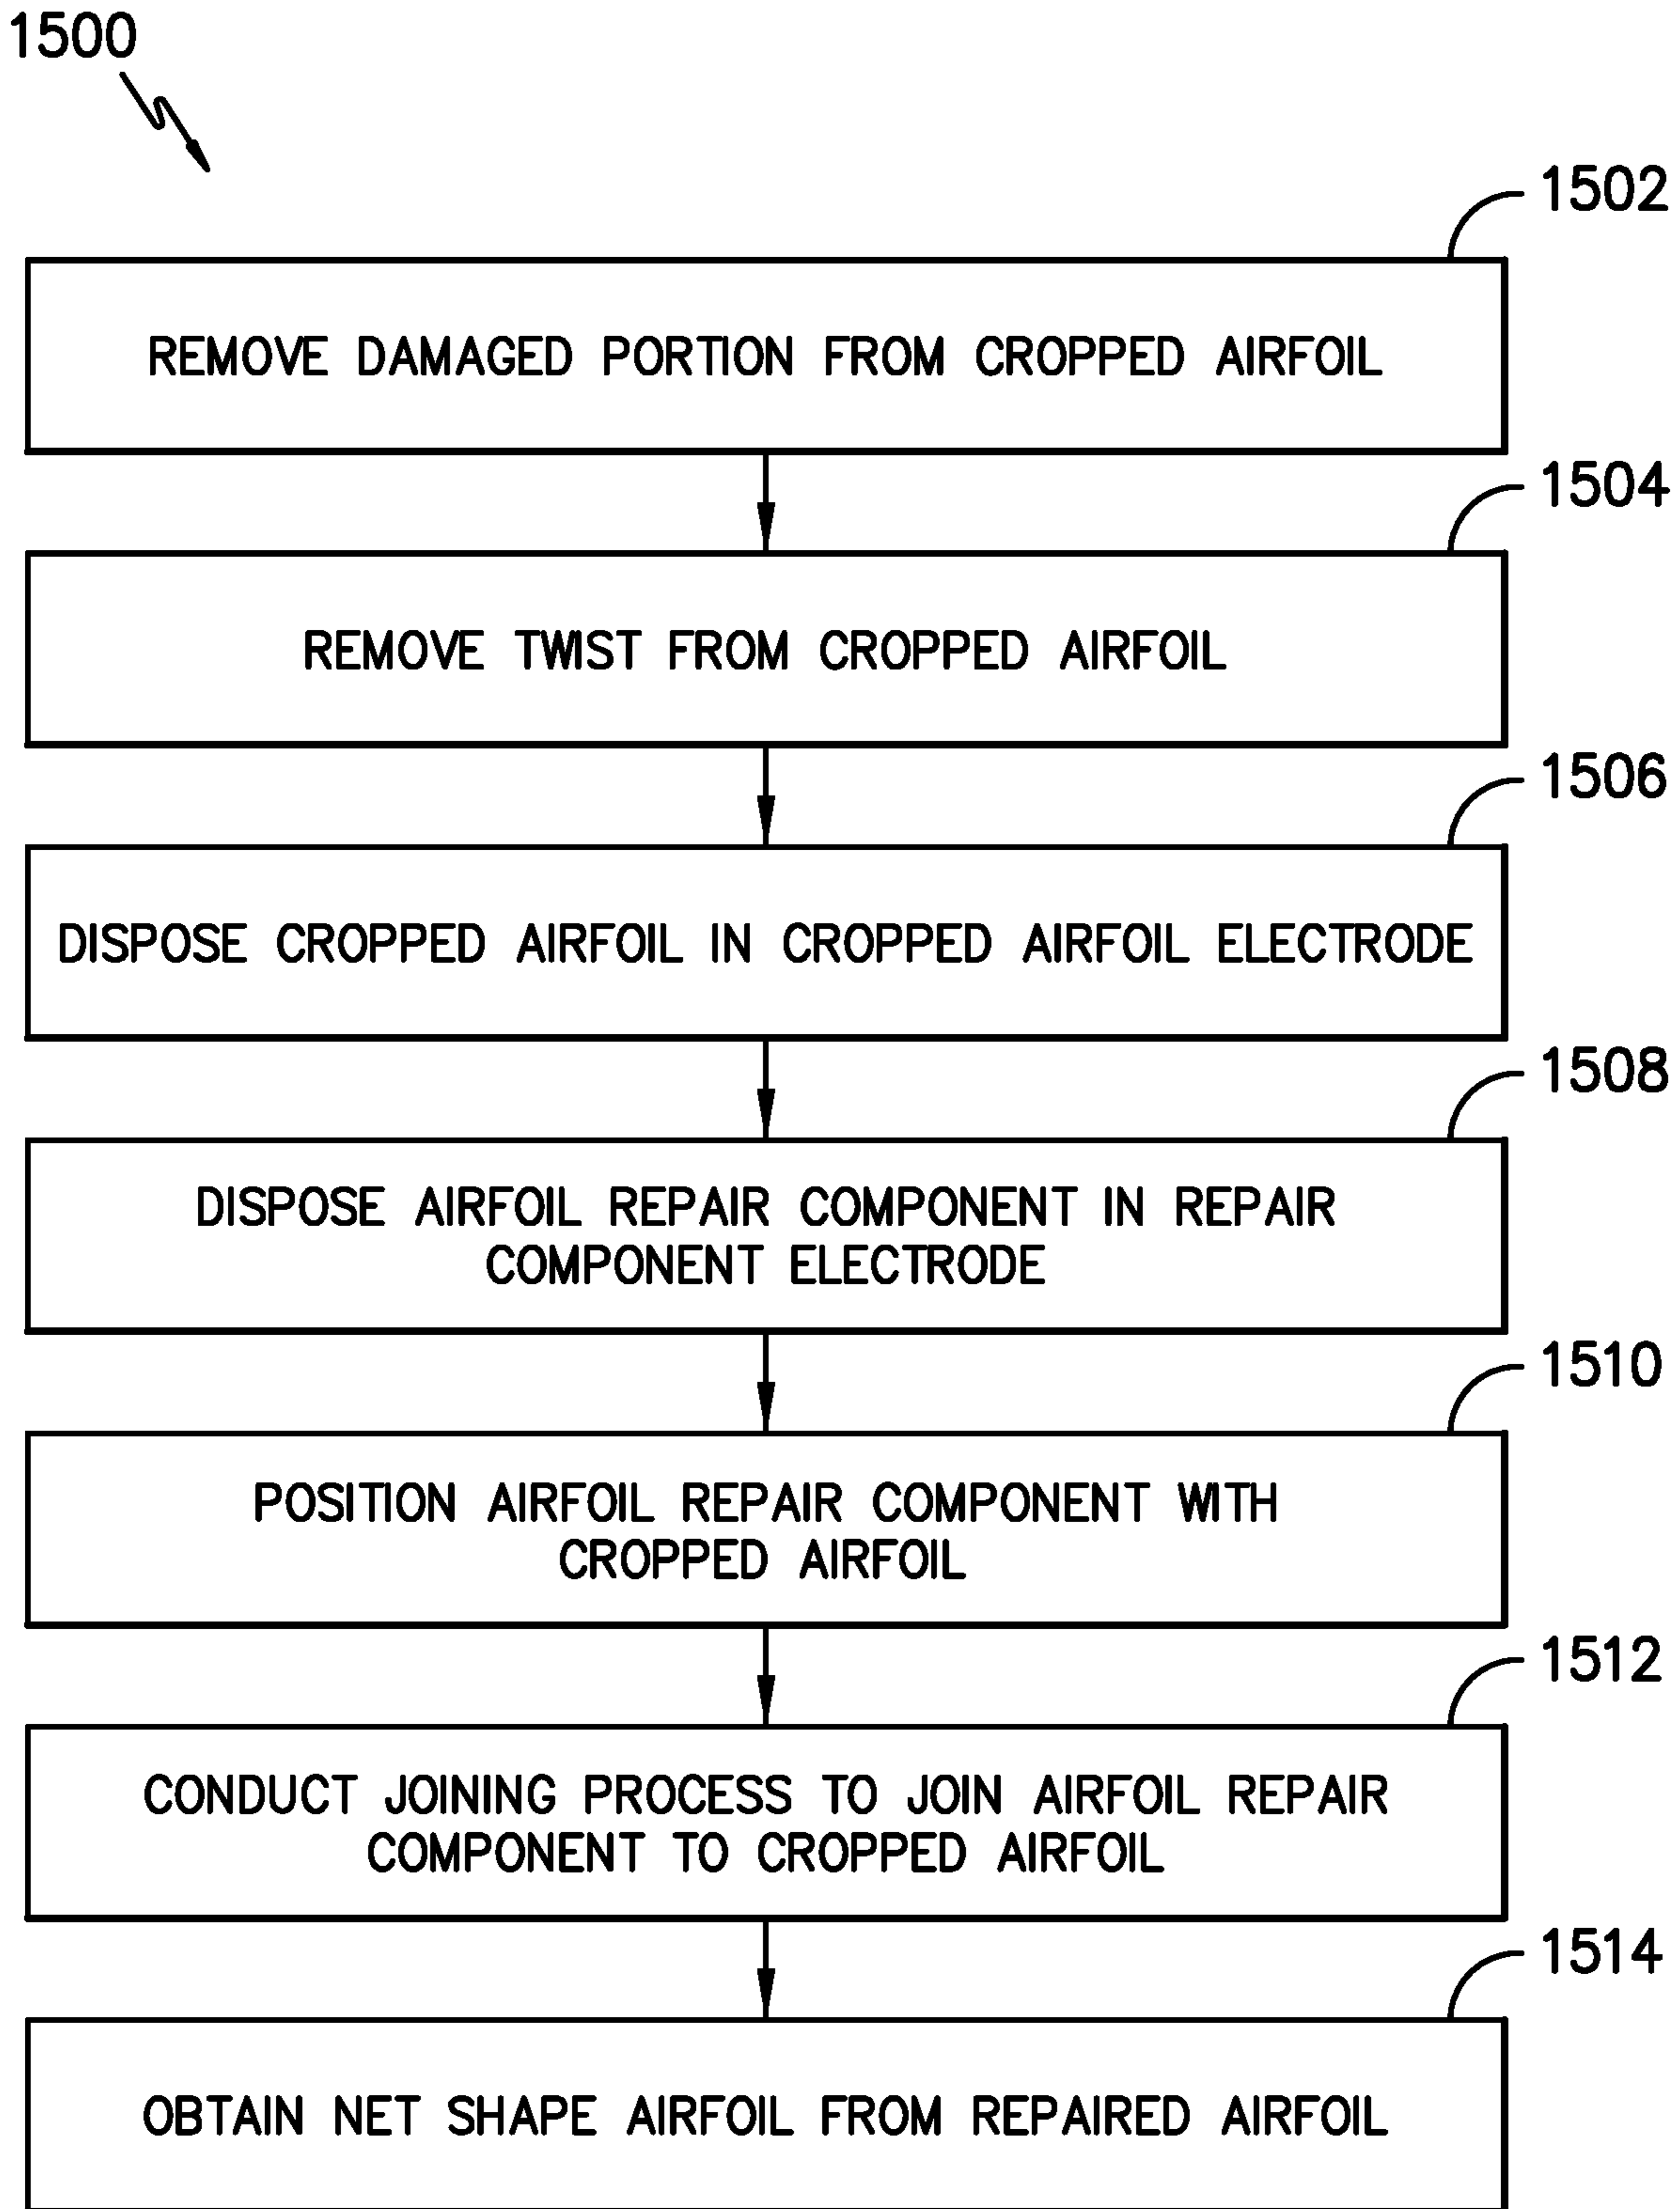 1500
1502
REMOVE DAMAGED PORTION FROM CROPPED AIRFOIL
1504
REMOVE TWIST FROM CROPPED AIRFOIL
1506
DISPOSE CROPPED AIRFOIL IN CROPPED AIRFOIL ELECTRODE
1508
DISPOSE AIRFOIL REPAIR COMPONENT IN REPAIR
COMPONENT ELECTRODE
1510
POSITION AIRFOIL REPAIR COMPONENT WITH
CROPPED AIRFOIL
1512
CONDUCT JOINING PROCESS TO JOIN AIRFOIL REPAIR
COMPONENT TO CROPPED AIRFOIL
1514
OBTAIN NET SHAPE AIRFOIL FROM REPAIRED AIRFOIL